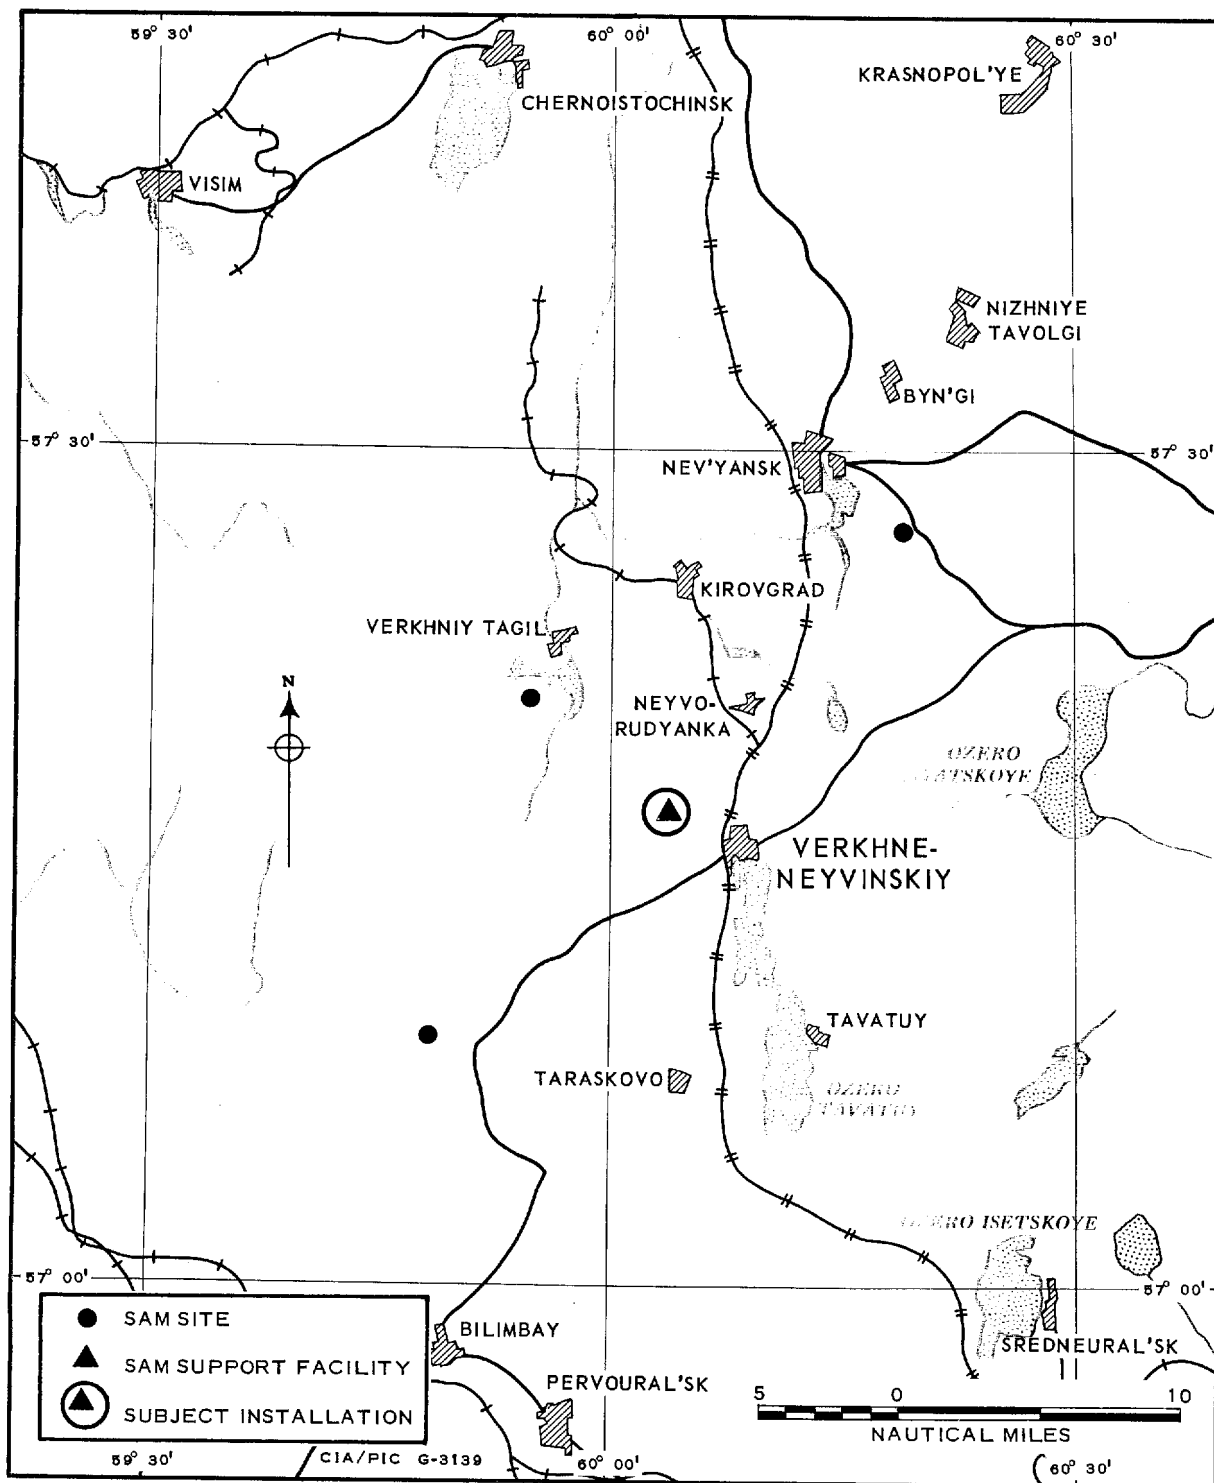 59° 30'
60° 00'
60° 30'
KRASNOPOL'YE
CHERNOISTOCHINSK
VISIM
NIZHNIYE
TAVOLGI
BYN'GI
57° 30'
57° 30'
NEV'YANSK
KIROVGRAD
VERKHNIY TAGIL
N
NEYVO-
RUDYANKA
OZERO
VERKHNE-
NEYVINSKIY
TAVATUY
TARASKOVO
OZERO
OZERO ISETSKOYE
57° 00'
57° 00'
SAM SITE
SAM SUPPORT FACILITY
SUBJECT INSTALLATION
BILIMBAY
SREDNEURAL'SK
PERVOURAL'SK
5 0 10
NAUTICAL MILES
CIA/PIC G-3139
59° 30'
60° 00'
60° 30'